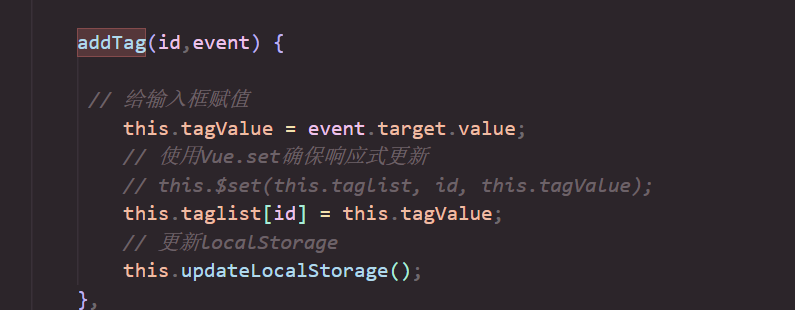 addTag(id,event) {
// 给输入框赋值
this.tagValue = event.target.value;
// 使用Vue.set确保响应式更新
// this.$set(this.taglist, id, this.tagValue);
this.taglist[id] = this.tagValue;
// 更新localStorage
this.updateLocalStorage();
},